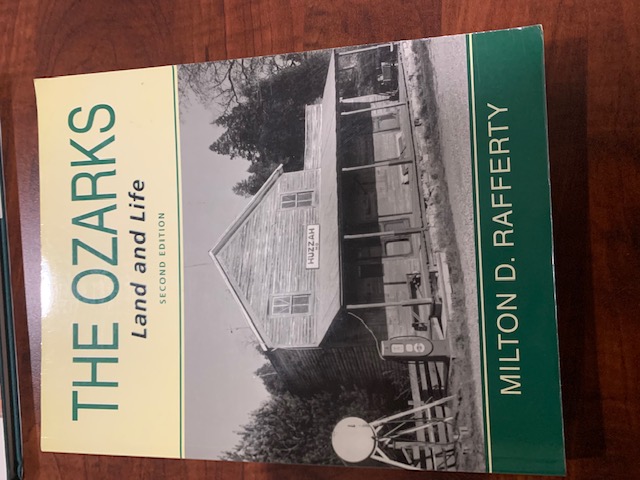 THE OZARKS
Land and Life
SECOND EDITION
HUZZAH
MILTON D. RAFFERTY